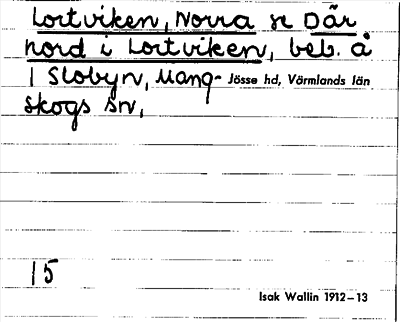 Lortviken, Norra se Där
nord i Lortviken, beb. å
1 Slobyn, Mang- Jösse hd, Värmlands län
skogs sn,
15
Isak Wallin 1912–13